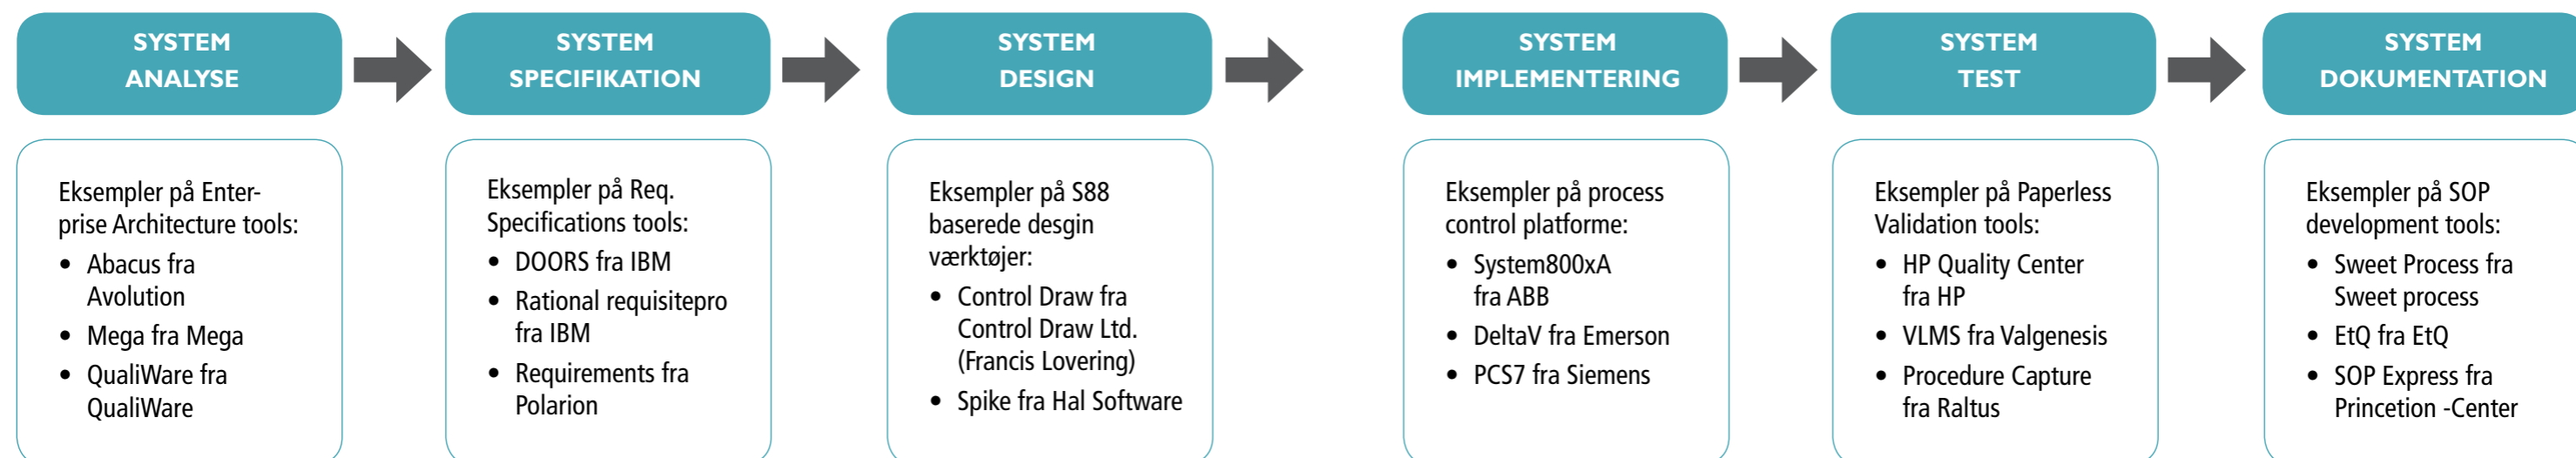 SYSTEM
ANALYSE
SYSTEM
SPECIFIKATION
SYSTEM
DESIGN
SYSTEM
IMPLEMENTERING
SYSTEM
TEST
SYSTEM
DOKUMENTATION
Eksempler på Enter-
prise Architecture tools:
• Abacus fra
Avolution
• Mega fra Mega
• QualiWare fra
QualiWare
Eksempler på Req.
Specifications tools:
• DOORS fra IBM
• Rational requisitepro
fra IBM
• Requirements fra
Polarion
Eksempler på S88
baserede desgin
værktøjer:
• Control Draw fra
Control Draw Ltd.
(Francis Lovering)
• Spike fra Hal Software
Eksempler på process
control platforme:
• System800xA
fra ABB
• DeltaV fra Emerson
• PCS7 fra Siemens
Eksempler på Paperless
Validation tools:
• HP Quality Center
fra HP
• VLMS fra Valgenesis
• Procedure Capture
fra Raltus
Eksempler på SOP
development tools:
• Sweet Process fra
Sweet process
• EtQ fra EtQ
• SOP Express fra
Princetion -Center